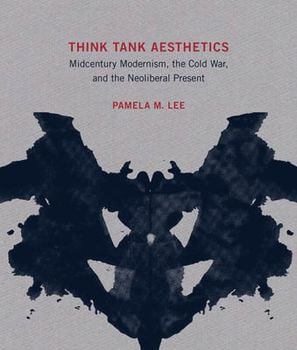 THINK TANK AESTHETICS
Midcentury Modernism, the Cold War,
and the Neoliberal Present
PAMELA M. LEE